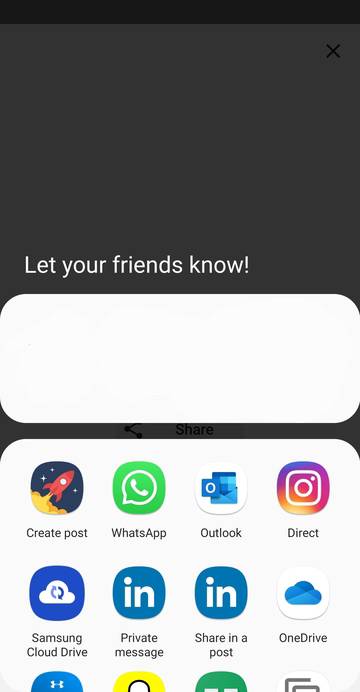 Let your friends know!
Share
Create post
WhatsApp
Outlook
Direct
Samsung
Cloud Drive
Private
message
Share in a
post
OneDrive